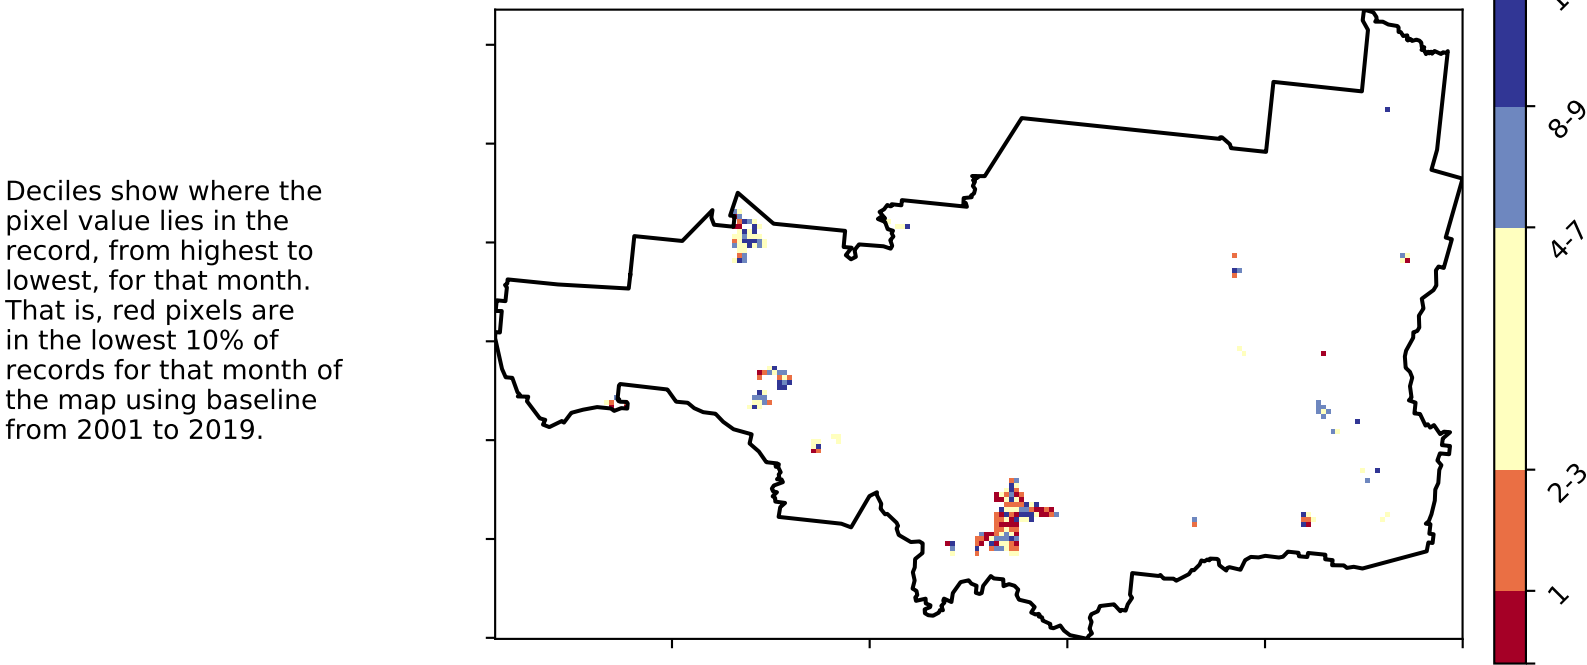 Deciles show where the
pixel value lies in the
record, from highest to
lowest, for that month.
That is, red pixels are
in the lowest 10% of
records for that month of
the map using baseline
from 2001 to 2019.
8-9
4-7
2-3
1